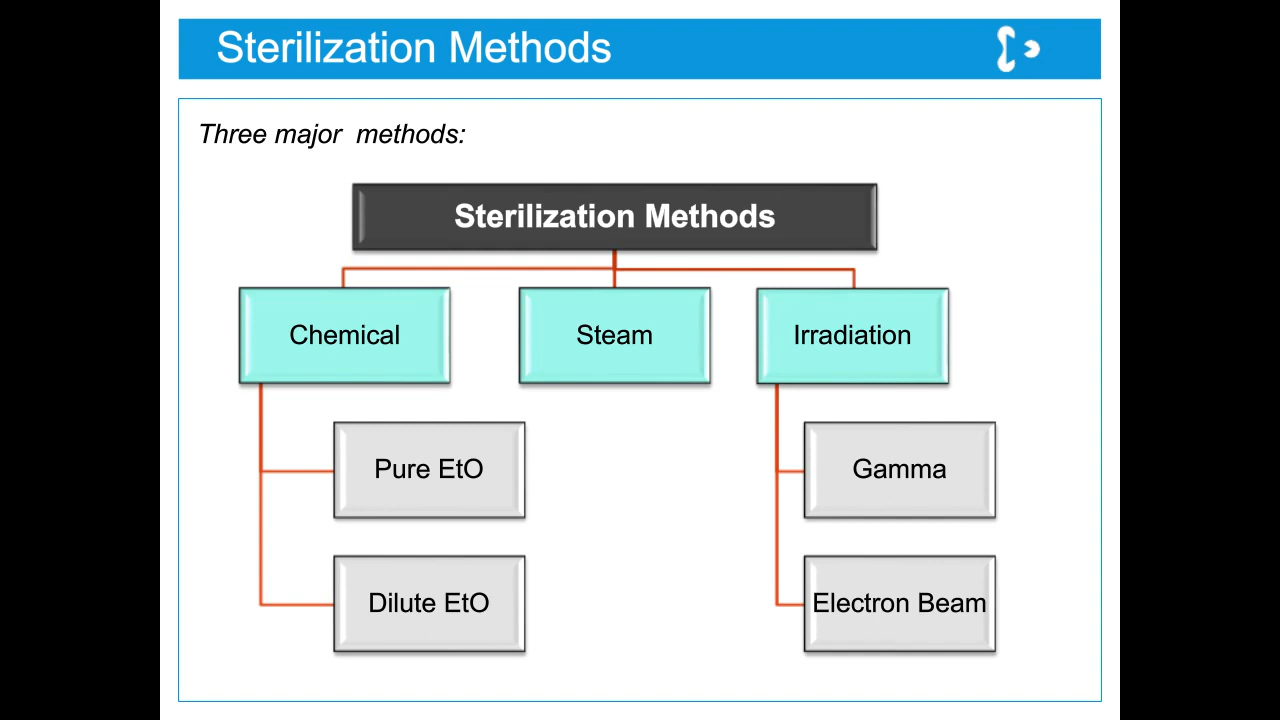 Sterilization Methods
Three major  methods:
Sterilization Methods
Chemical
Steam
Irradiation
Pure EtO
Gamma
Dilute EtO
Electron Beam